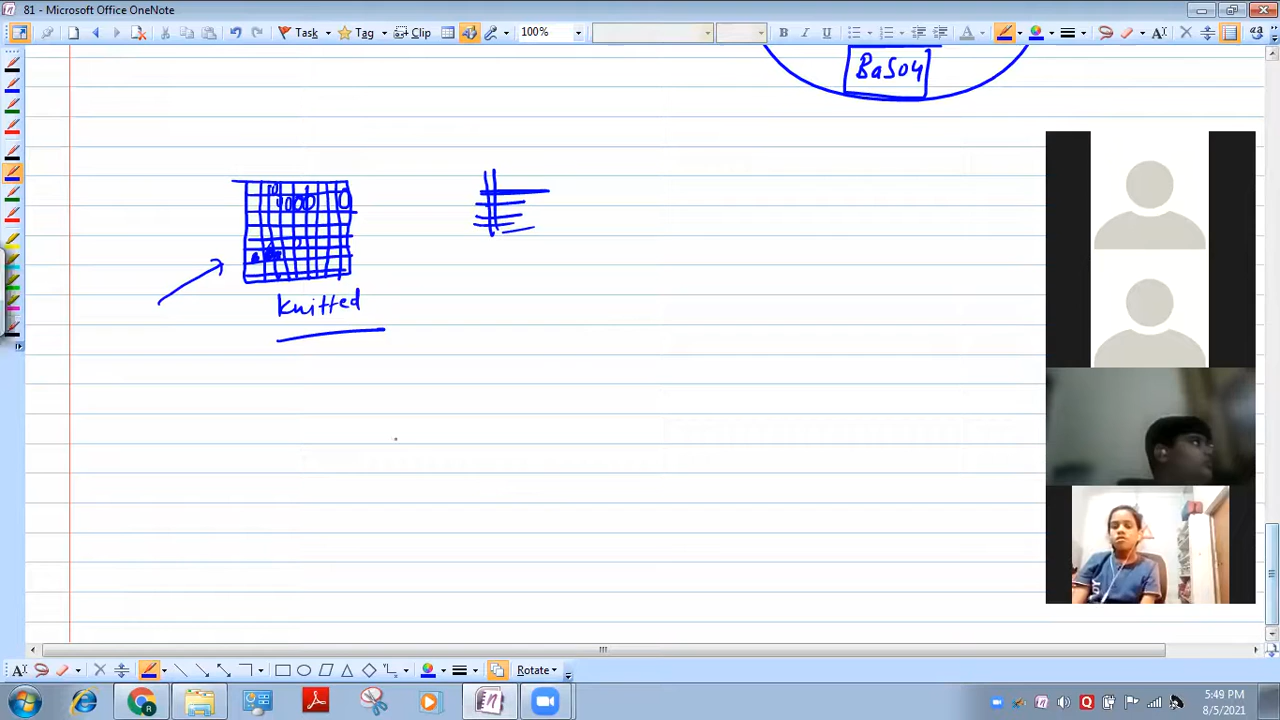 81 - Microsoft Office OneNote
Task Tag Clip 100% B I U A
BaSO4
Knitted
Rotate
5:49 PM
8/5/2021